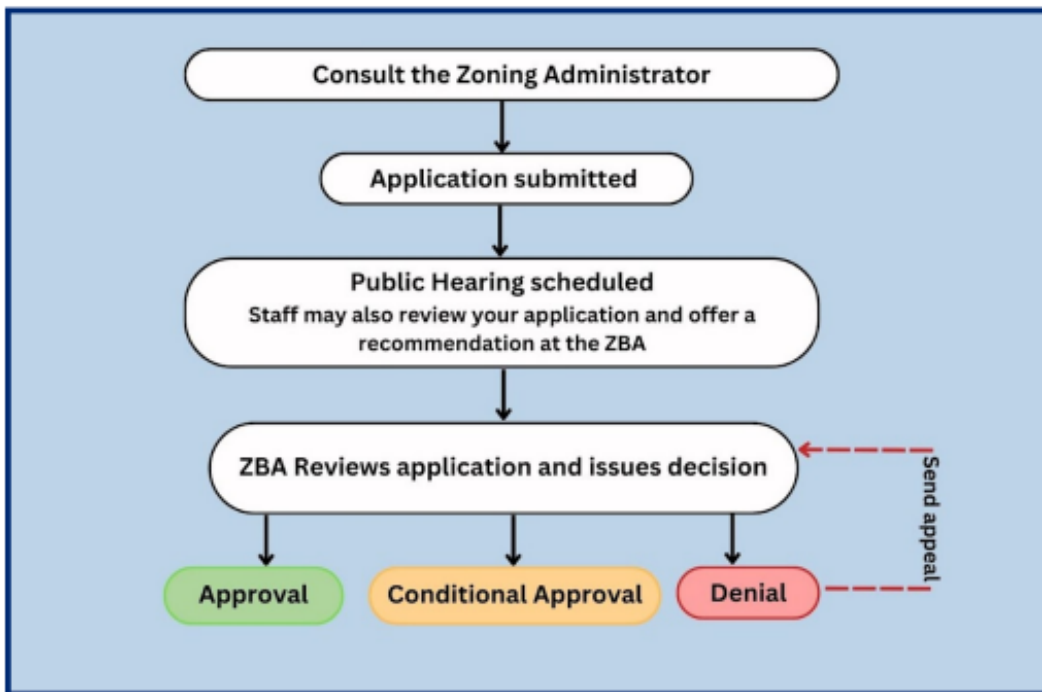 Consult the Zoning Administrator
Application submitted
Public Hearing scheduled
Staff may also review your application and offer a
recommendation at the ZBA
ZBA Reviews application and issues decision
Send appeal
Approval
Conditional Approval
Denial